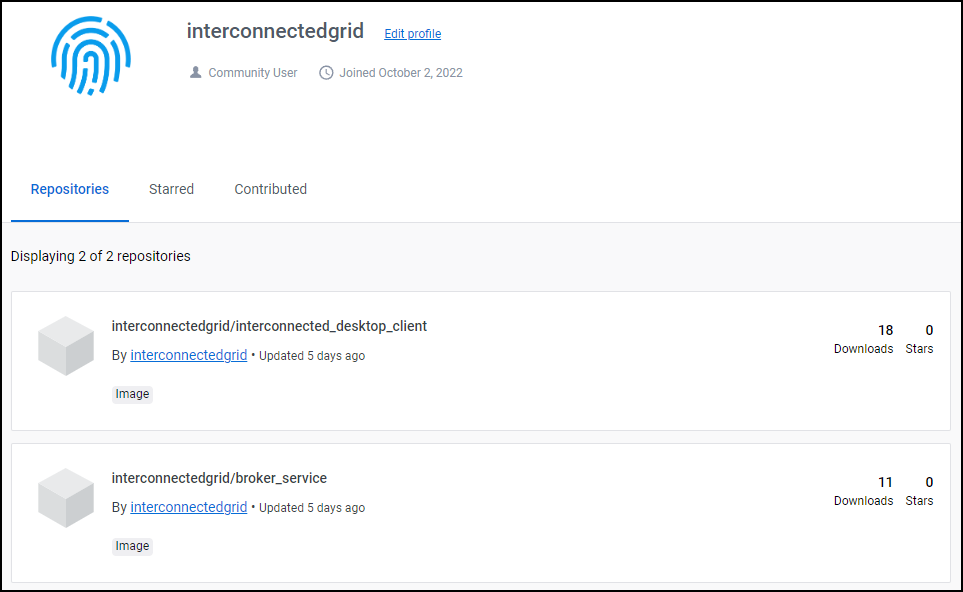 interconnectedgrid Edit profile
Community User Joined October 2, 2022
Repositories Starred Contributed
Displaying 2 of 2 repositories
interconnectedgrid/interconnected_desktop_client
By interconnectedgrid • Updated 5 days ago
Image
18 0
Downloads Stars
interconnectedgrid/broker_service
By interconnectedgrid • Updated 5 days ago
Image
11 0
Downloads Stars